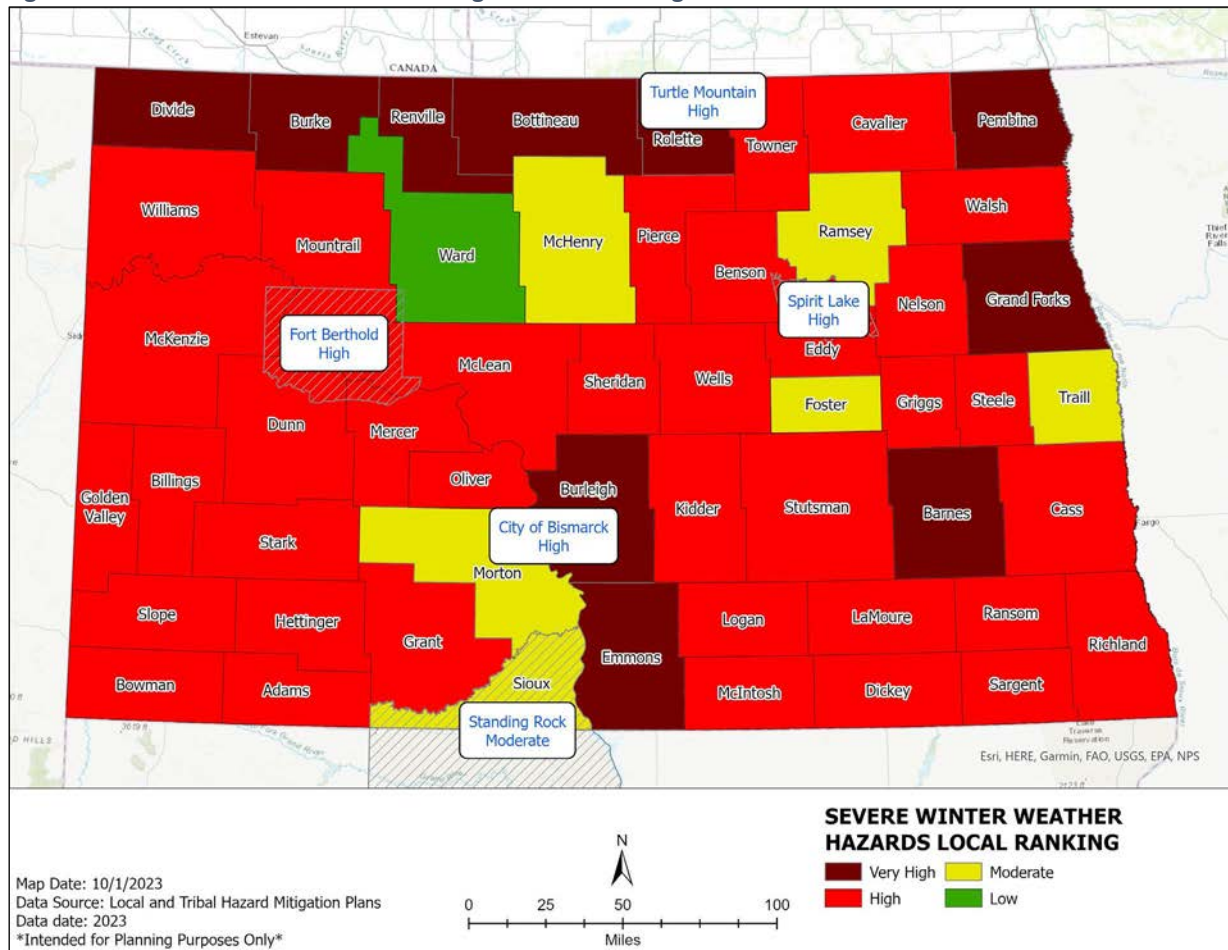 Estevan
CANADA
Turtle Mountain
High
Divide
Burke
Renville
Bottineau
Rolette
Towner
Cavalier
Pembina
Williams
Mountrail
Ward
McHenry
Pierce
Benson
Ramsey
Walsh
Spirit Lake
High
Nelson
Grand Forks
McKenzie
Fort Berthold
High
McLean
Sheridan
Wells
Eddy
Foster
Griggs
Steele
Traill
Dunn
Mercer
Oliver
Golden
Valley
Billings
Stark
Burleigh
City of Bismarck
High
Kidder
Stutsman
Barnes
Cass
Fargo
Morton
Slope
Hettinger
Grant
Emmons
Logan
LaMoure
Ransom
Richland
Bowman
Adams
Sioux
McIntosh
Dickey
Sargent
Standing Rock
Moderate
Lake
Traverse
Reservation
Esri, HERE, Garmin, FAO, USGS, EPA, NPS
SEVERE WINTER WEATHER
HAZARDS LOCAL RANKING
Very High
Moderate
High
Low
N
0 25 50 75 100
Miles
Map Date: 10/1/2023
Data Source: Local and Tribal Hazard Mitigation Plans
Data date: 2023
*Intended for Planning Purposes Only*